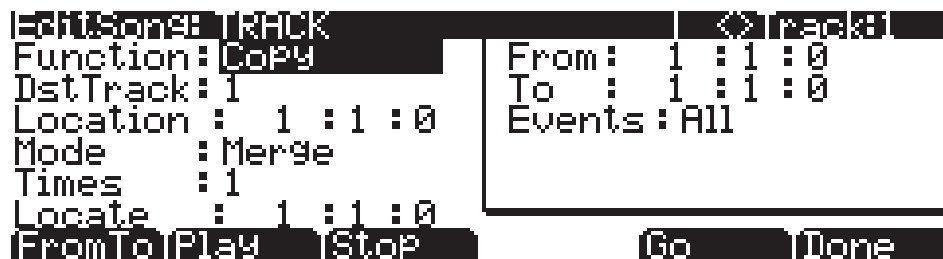 EditSong:TRACK <>Track:1
Function:Copy From: 1:1:0
DstTrack:1 To : 1:1:0
Location : 1:1:0 Events:All
Mode :Merge
Times :1
Locate : 1:1:0
FromTo Play Stop Go Done